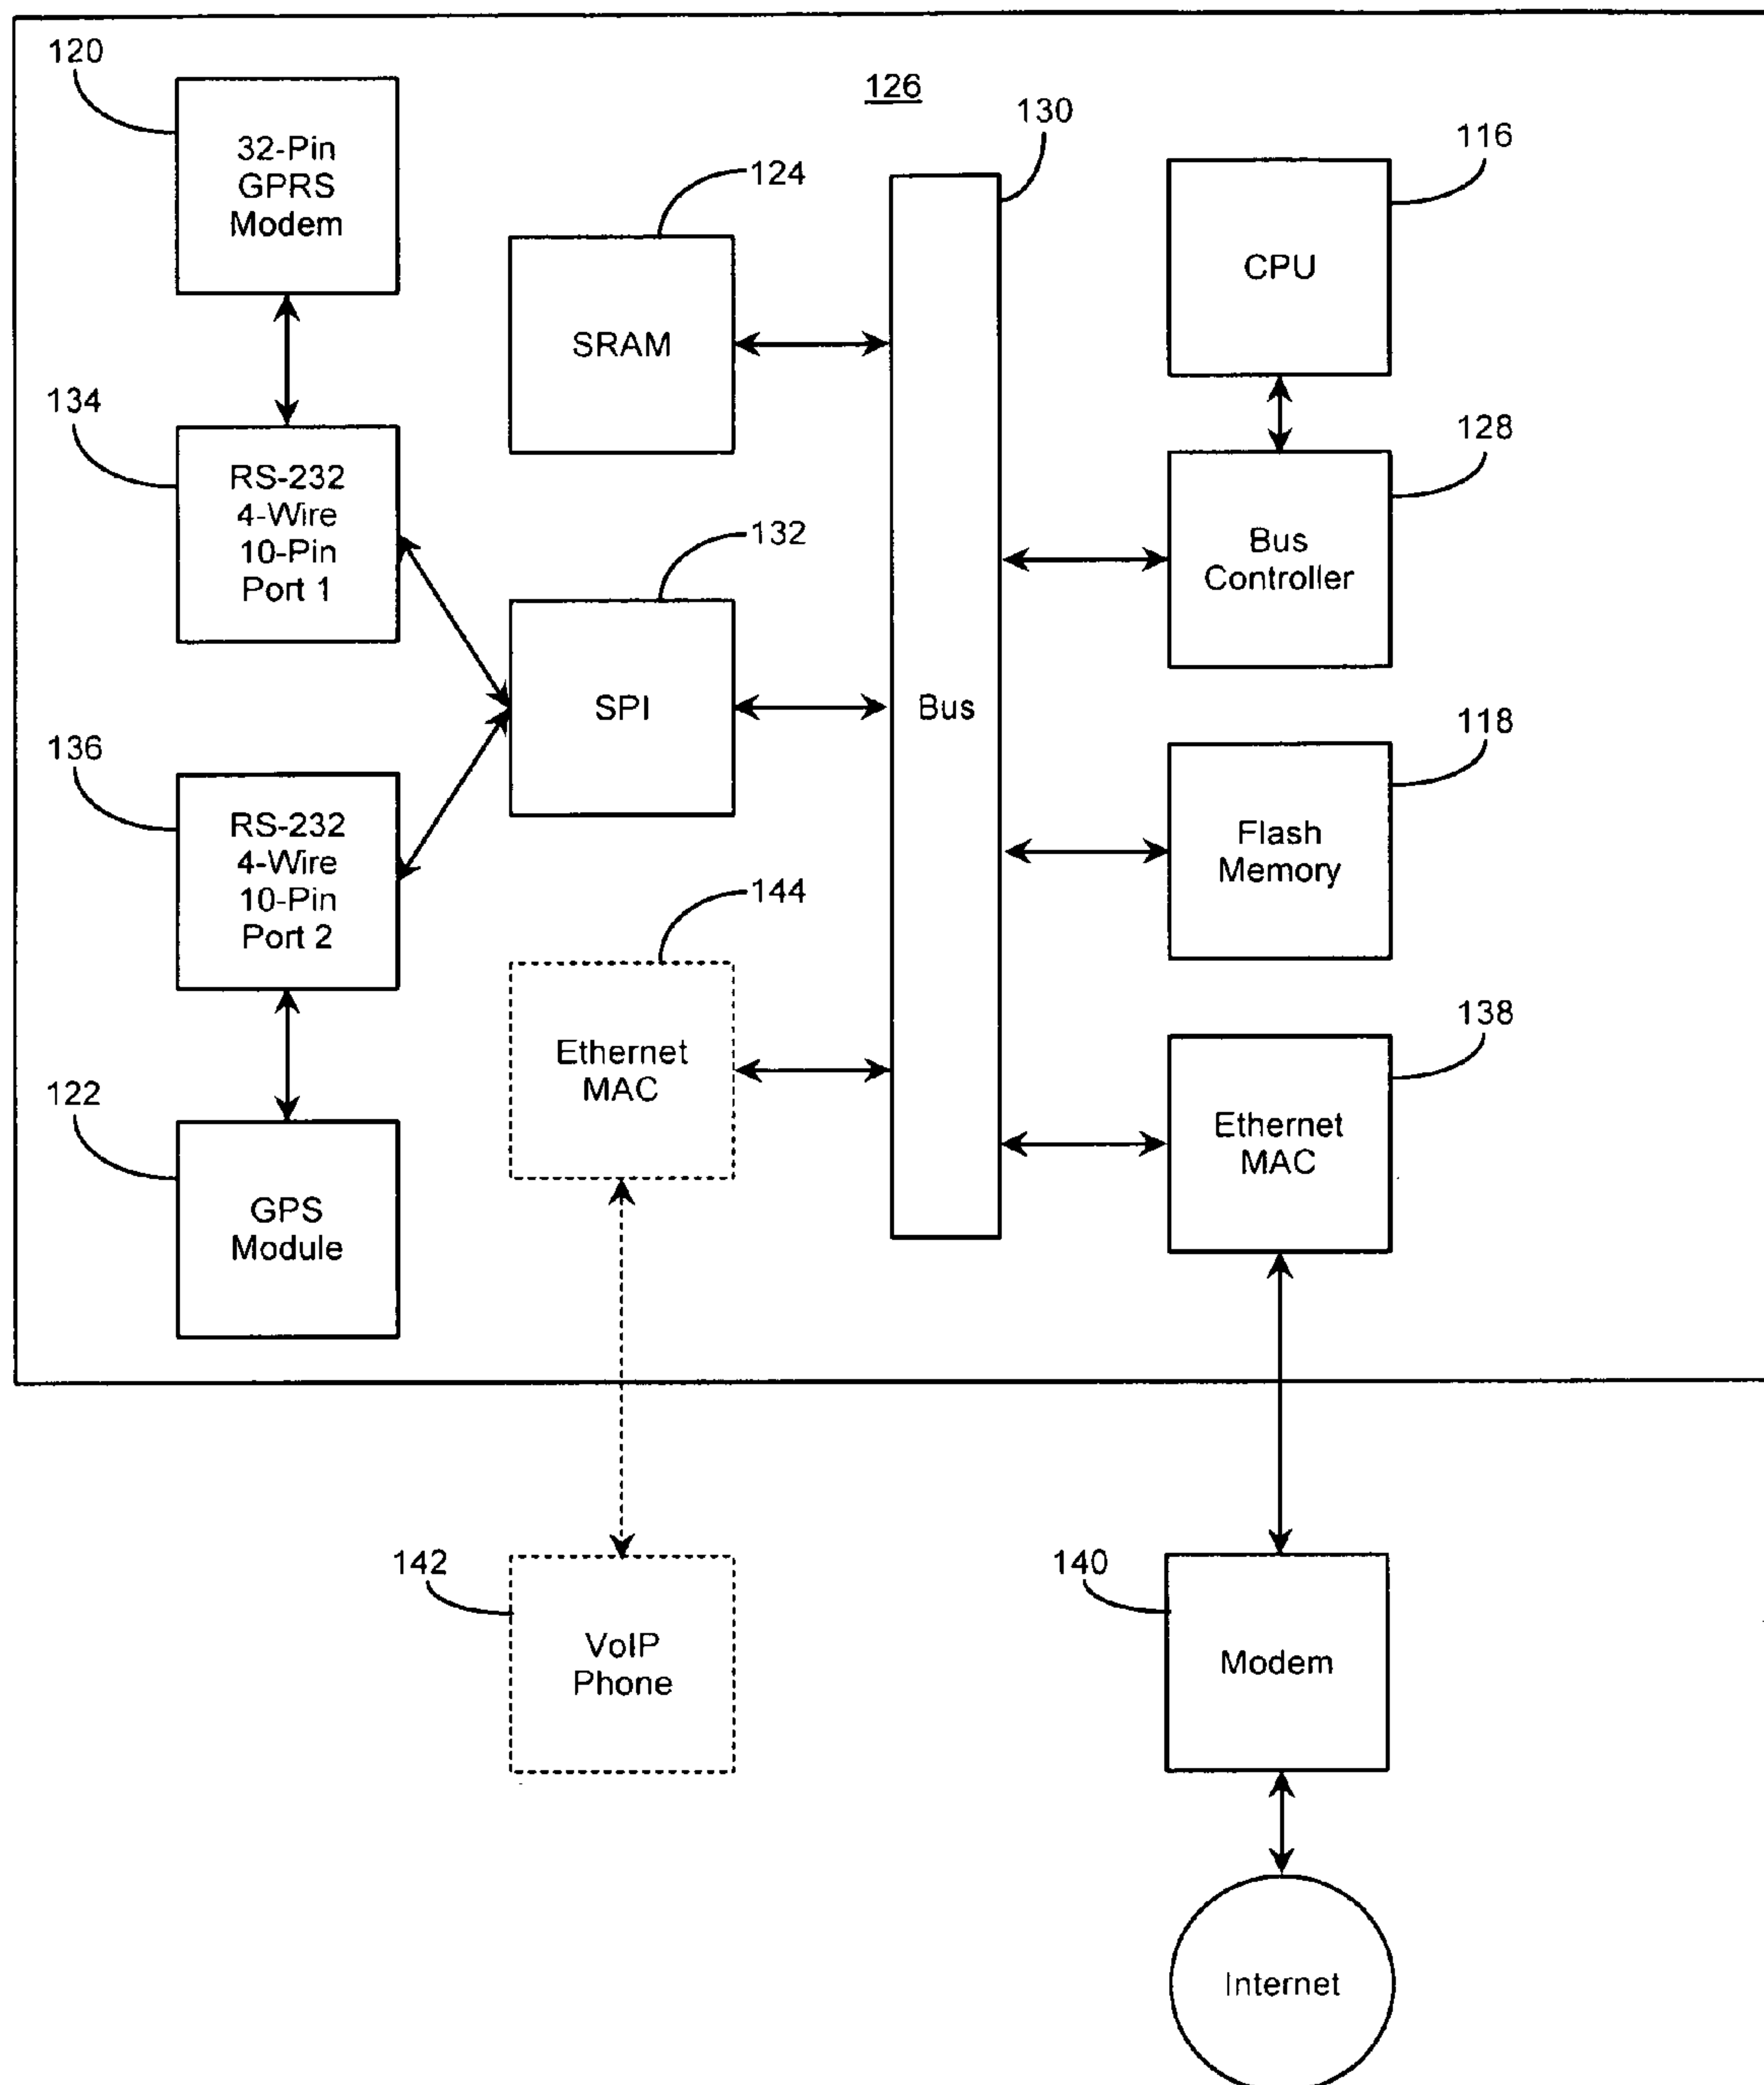 120
32-Pin
GPRS
Modem
126
130
116
CPU
124
SRAM
134
RS-232
4-Wire
10-Pin
Port 1
128
Bus
Controller
132
SPI
Bus
136
RS-232
4-Wire
10-Pin
Port 2
118
Flash
Memory
144
Ethernet
MAC
138
Ethernet
MAC
122
GPS
Module
142
VoIP
Phone
140
Modem
Internet